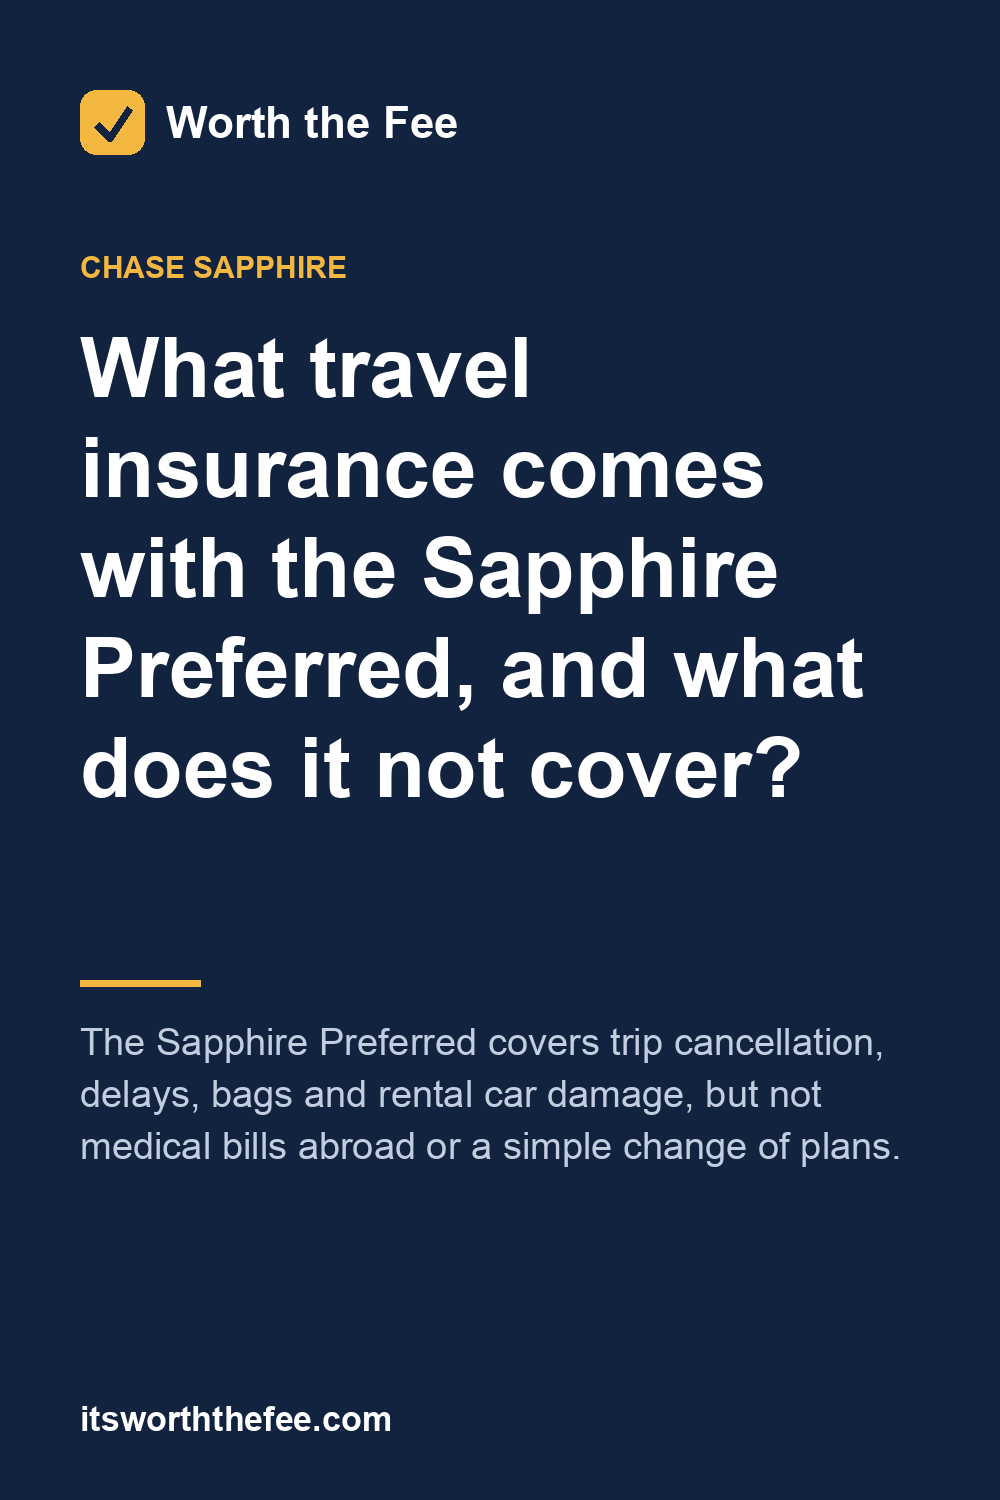 Worth the Fee
CHASE SAPPHIRE
What travel
insurance comes
with the Sapphire
Preferred, and what
does it not cover?
The Sapphire Preferred covers trip cancellation,
delays, bags and rental car damage, but not
medical bills abroad or a simple change of plans.
itsworththefee.com